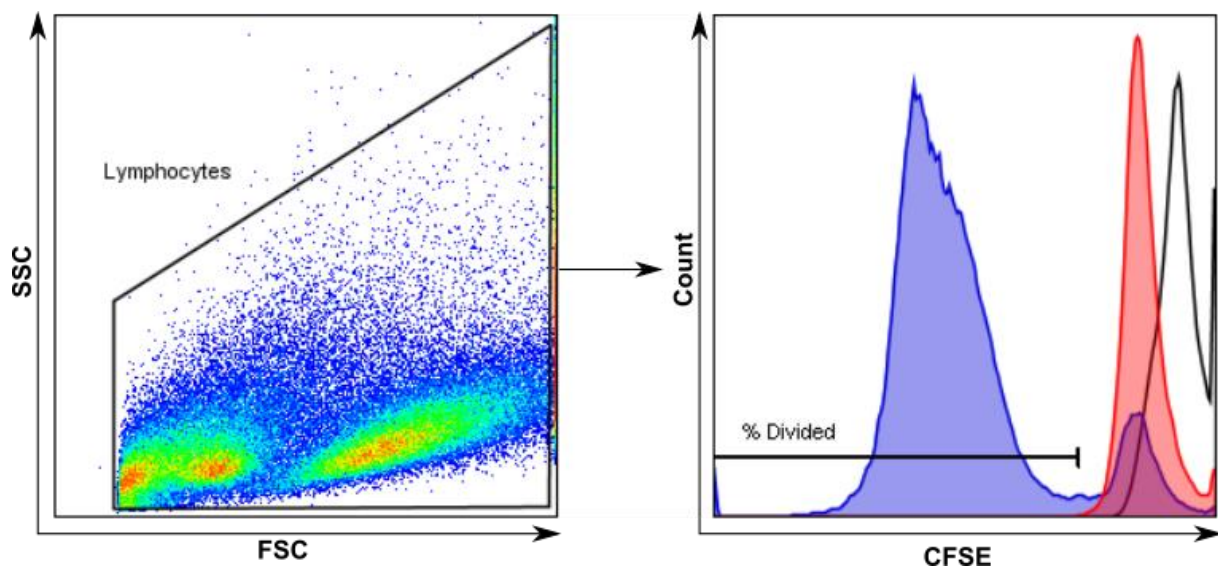 Lymphocytes
SSC
FSC
Count
% Divided
CFSE